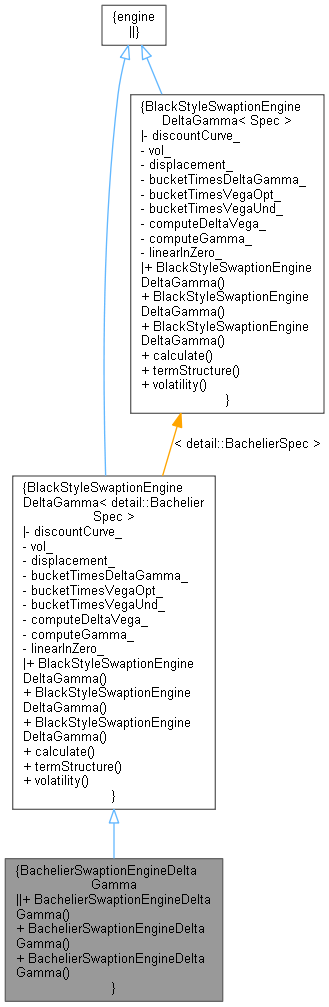 {engine
||}
{BlackStyleSwaptionEngine
DeltaGamma< Spec >
|- discountCurve_
- vol_
- displacement_
- bucketTimesDeltaGamma_
- bucketTimesVegaOpt_
- bucketTimesVegaUnd_
- computeDeltaVega_
- computeGamma_
- linearInZero_
|+ BlackStyleSwaptionEngine
DeltaGamma()
+ BlackStyleSwaptionEngine
DeltaGamma()
+ BlackStyleSwaptionEngine
DeltaGamma()
+ calculate()
+ termStructure()
+ volatility()
}
< detail::BachelierSpec >
{BlackStyleSwaptionEngine
DeltaGamma< detail::Bachelier
Spec >
|- discountCurve_
- vol_
- displacement_
- bucketTimesDeltaGamma_
- bucketTimesVegaOpt_
- bucketTimesVegaUnd_
- computeDeltaVega_
- computeGamma_
- linearInZero_
|+ BlackStyleSwaptionEngine
DeltaGamma()
+ BlackStyleSwaptionEngine
DeltaGamma()
+ BlackStyleSwaptionEngine
DeltaGamma()
+ calculate()
+ termStructure()
+ volatility()
}
{BachelierSwaptionEngineDelta
Gamma
||+ BachelierSwaptionEngineDelta
Gamma()
+ BachelierSwaptionEngineDelta
Gamma()
+ BachelierSwaptionEngineDelta
Gamma()
}